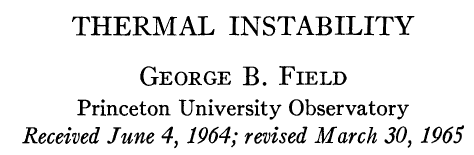 THERMAL INSTABILITY
GEORGE B. FIELD
Princeton University Observatory
Received June 4, 1964; revised March 30, 1965